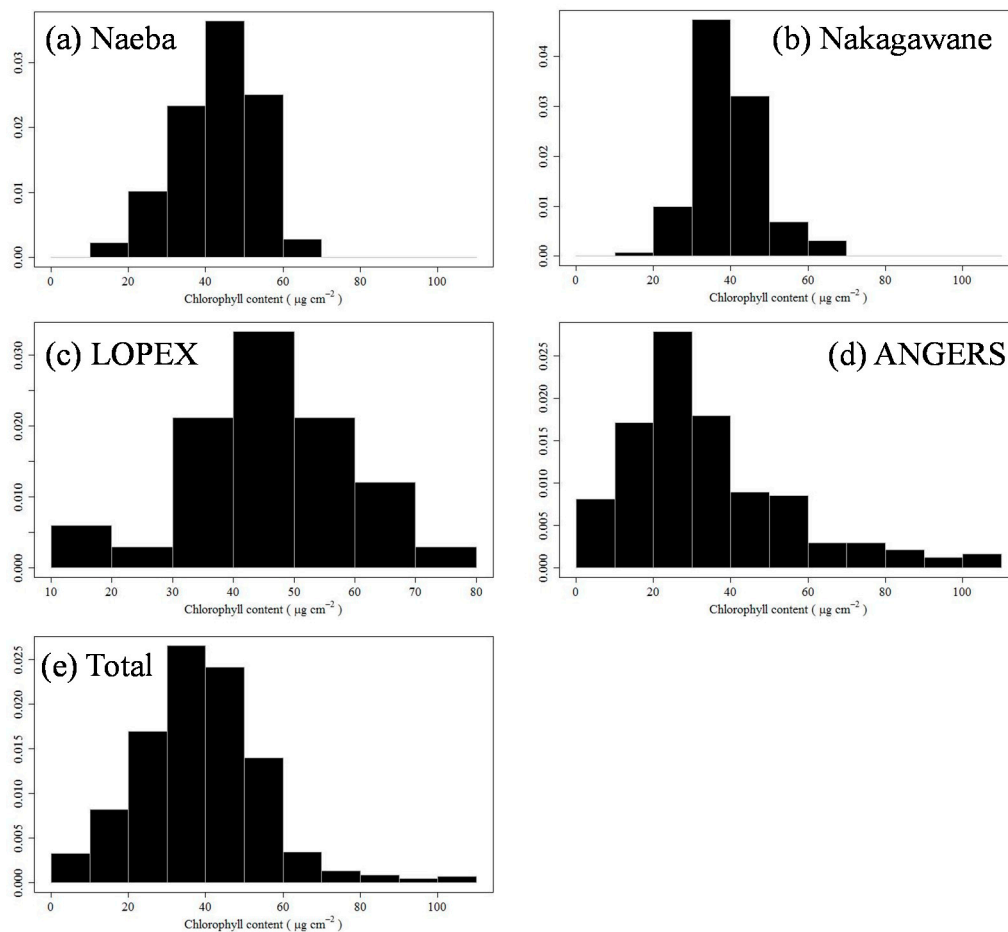 (a) Naeba
0.03
0.02
0.01
0.00
0 20 40 60 80 100
Chlorophyll content ( μg cm⁻² )
(b) Nakagawane
0.04
0.03
0.02
0.01
0.00
0 20 40 60 80 100
Chlorophyll content ( μg cm⁻² )
(c) LOPEX
0.030
0.020
0.010
0.000
10 20 30 40 50 60 70 80
Chlorophyll content ( μg cm⁻² )
(d) ANGERS
0.025
0.020
0.015
0.010
0.005
0.000
0 20 40 60 80 100
Chlorophyll content ( μg cm⁻² )
(e) Total
0.025
0.020
0.015
0.010
0.005
0.000
0 20 40 60 80 100
Chlorophyll content ( μg cm⁻² )